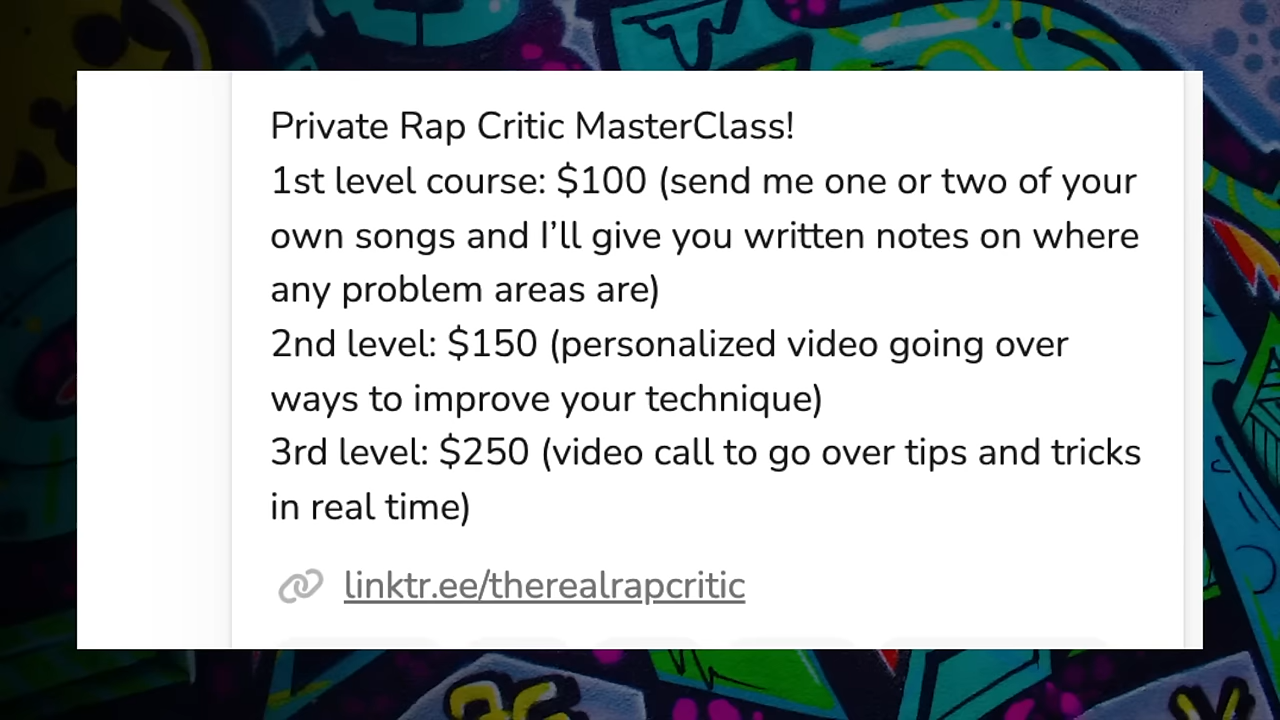 Private Rap Critic MasterClass!
1st level course: $100 (send me one or two of your
own songs and I’ll give you written notes on where
any problem areas are)
2nd level: $150 (personalized video going over
ways to improve your technique)
3rd level: $250 (video call to go over tips and tricks
in real time)
linktr.ee/therealrapcritic